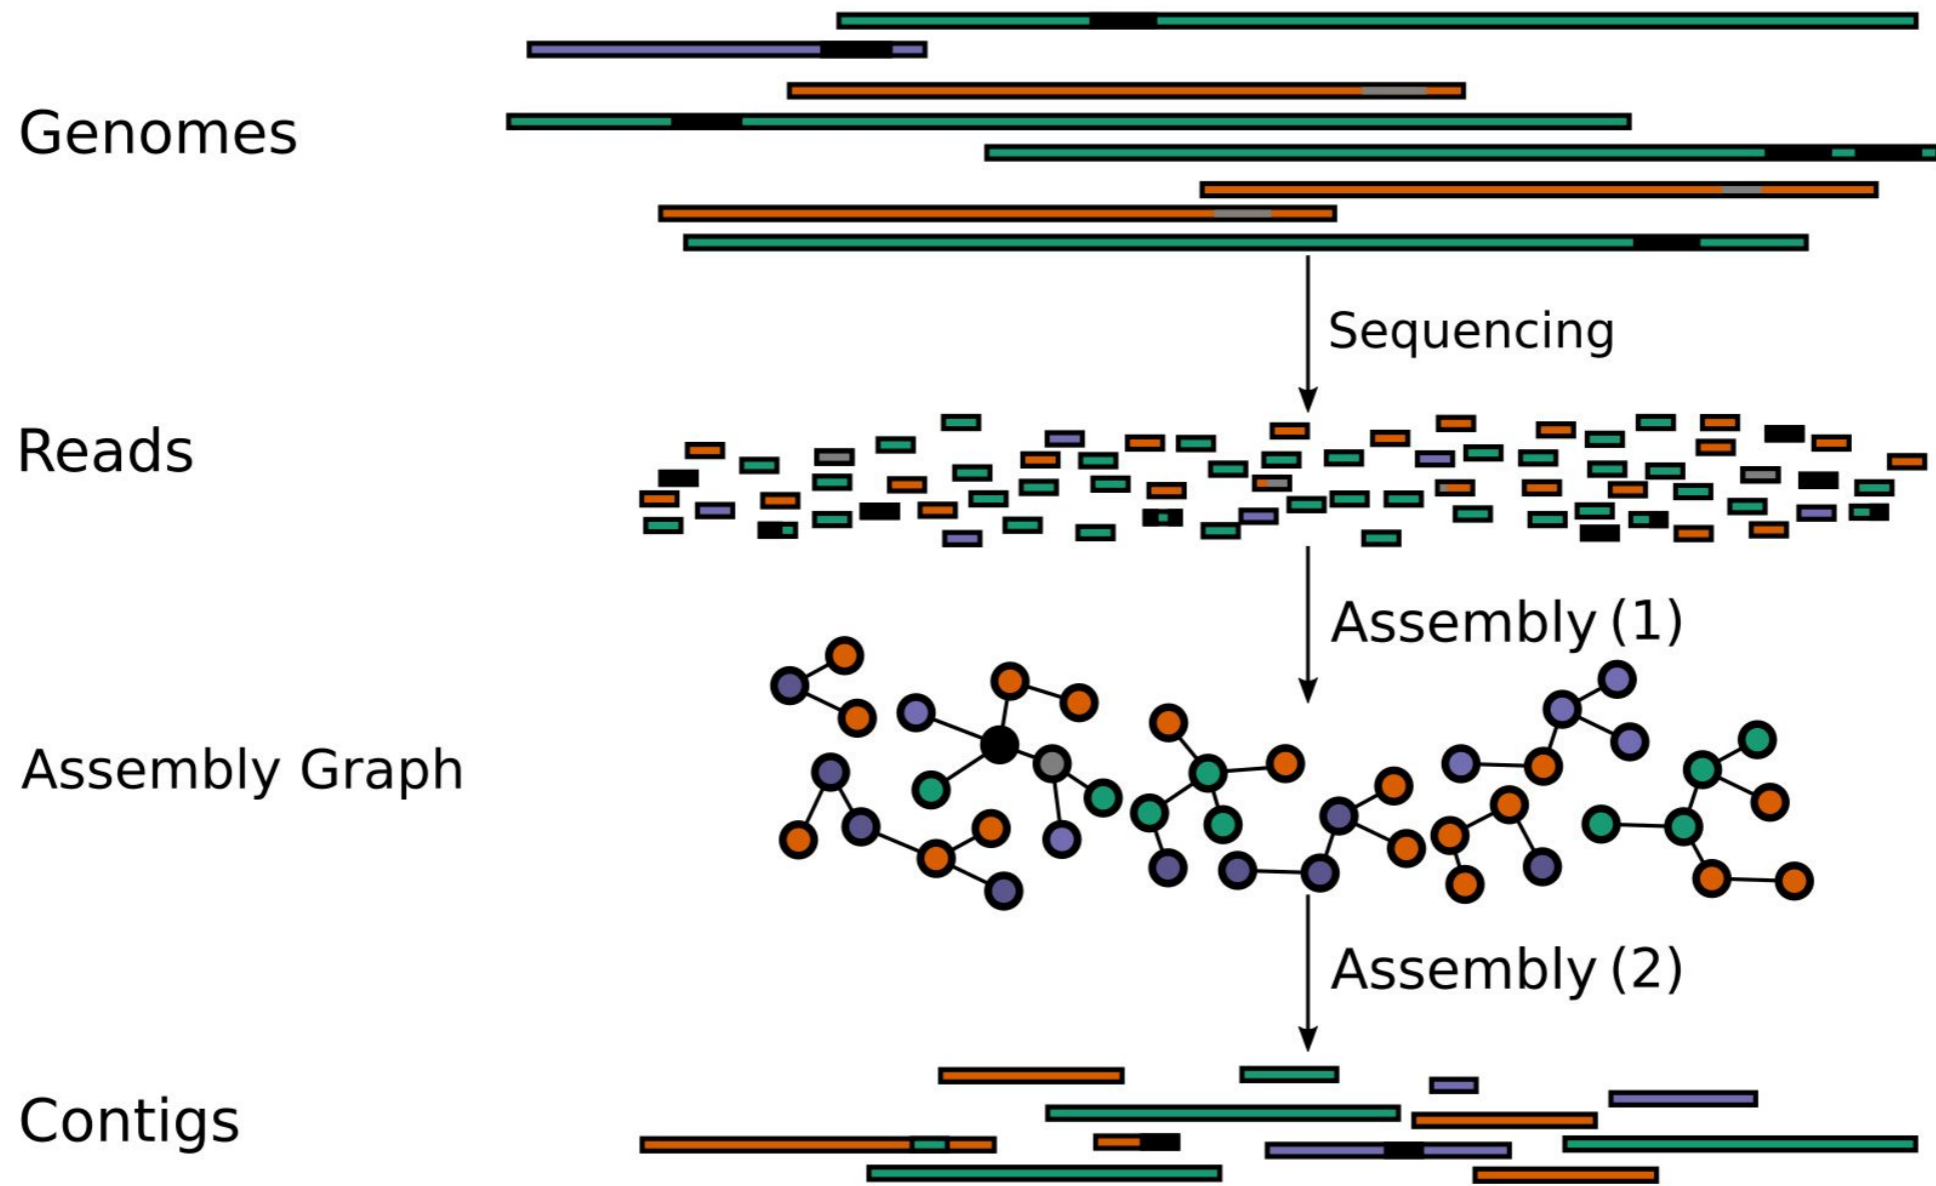 Genomes
Sequencing
Reads
Assembly (1)
Assembly Graph
Assembly (2)
Contigs